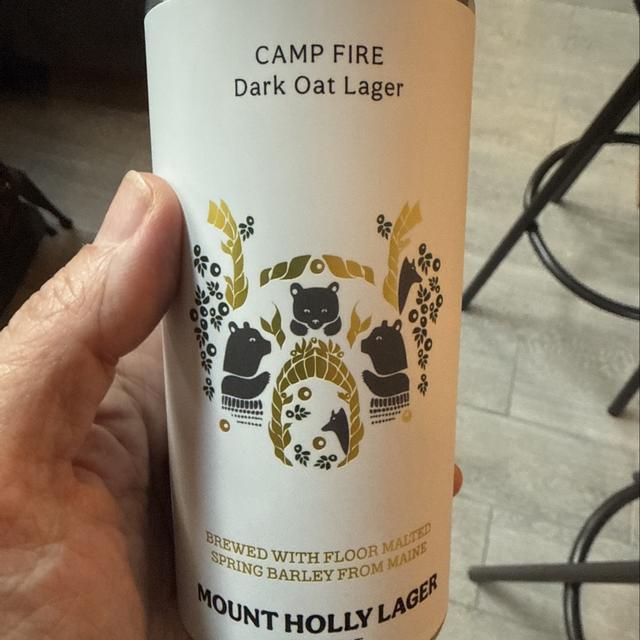 CAMP FIRE
Dark Oat Lager
BREWED WITH FLOOR MALTED
SPRING BARLEY FROM MAINE
MOUNT HOLLY LAGER